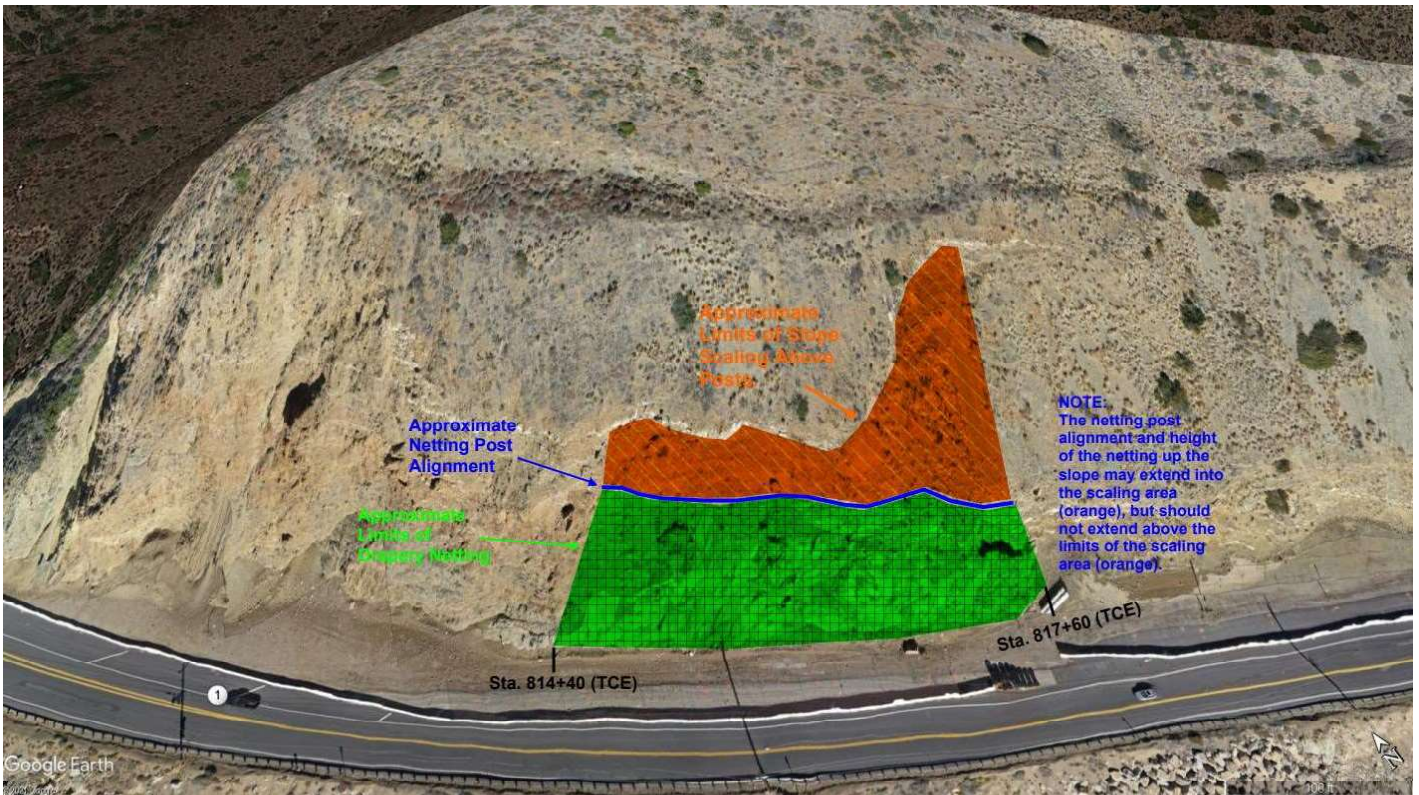 Approximate
Limits of Slope
Scaling Above
Posts
Approximate
Netting Post
Alignment
Approximate
Limits of
Drapery Netting
NOTE:
The netting post
alignment and height
of the netting up the
slope may extend into
the scaling area
(orange), but should
not extend above the
limits of the scaling
area (orange).
Sta. 817+60 (TCE)
Sta. 814+40 (TCE)
1
Google Earth
N